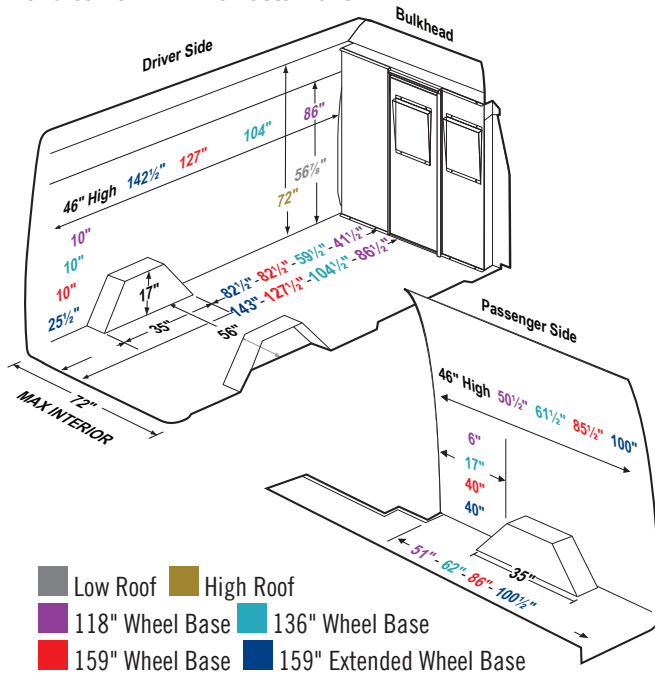 Bulkhead
Driver Side
86"
104"
46" High 142½" 127"
56⅞"
72"
10"
10"
10"
25½"
17"
35"
56"
82½"-82½"-59½"-41½"
143"-127½"-104½"-86½"
72"
MAX INTERIOR
Passenger Side
46" High 50½" 61½" 85½" 100"
6"
17"
40"
40"
35"
51"- 62"- 86"- 100½"
Low Roof High Roof
118" Wheel Base 136" Wheel Base
159" Wheel Base 159" Extended Wheel Base